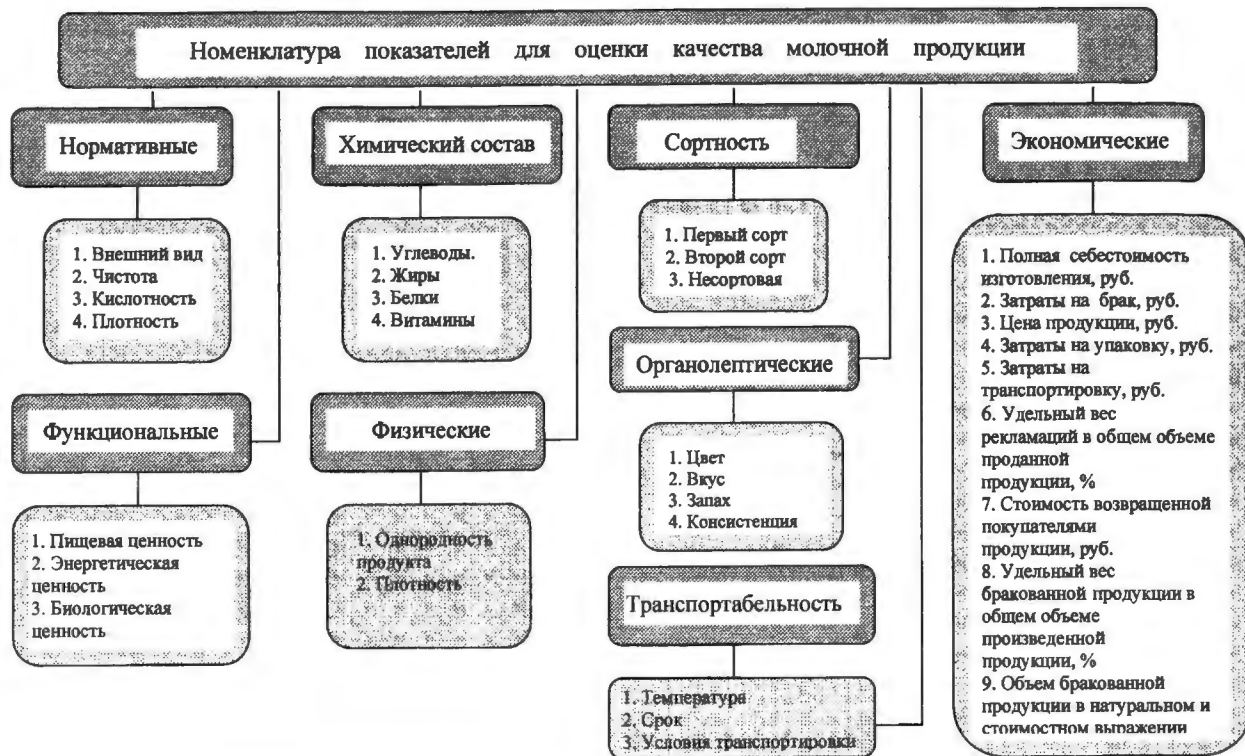 Номенклатура показателей для оценки качества молочной продукции
Нормативные
1. Внешний вид
2. Чистота
3. Кислотность
4. Плотность
Функциональные
1. Пищевая ценность
2. Энергетическая
ценность
3. Биологическая
ценность
Химический состав
1. Углеводы.
2. Жиры
3. Белки
4. Витамины
Физические
1. Однородность
продукта
2. Плотность
Сортность
1. Первый сорт
2. Второй сорт
3. Несортовая
Органолептические
1. Цвет
2. Вкус
3. Запах
4. Консистенция
Транспортабельность
1. Температура
2. Срок
3. Условия транспортировки
Экономические
1. Полная себестоимость
изготовления, руб.
2. Затраты на брак, руб.
3. Цена продукции, руб.
4. Затраты на упаковку, руб.
5. Затраты на
транспортировку, руб.
6. Удельный вес
рекламаций в общем объеме
проданной
продукции, %
7. Стоимость возвращенной
покупателями
продукции, руб.
8. Удельный вес
бракованной продукции в
общем объеме
произведенной
продукции, %
9. Объем бракованной
продукции в натуральном и
стоимостном выражении